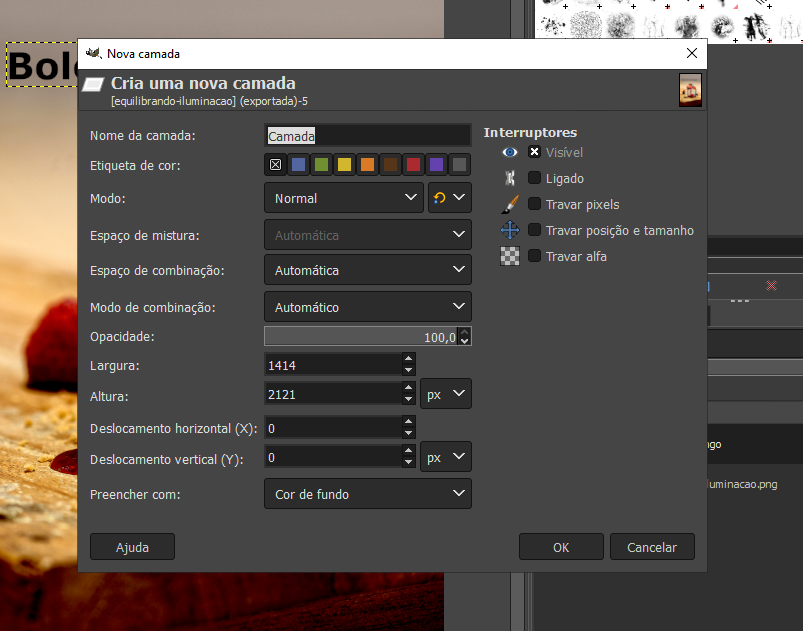 Bolo
Nova camada
Cria uma nova camada
[equilibrando-iluminacao] (exportada)-5
Nome da camada:
Camada
Etiqueta de cor:
Modo:
Normal
Espaço de mistura:
Automática
Espaço de combinação:
Automática
Modo de combinação:
Automático
Opacidade:
100,0
Largura:
1414
Altura:
2121
px
Deslocamento horizontal (X):
0
Deslocamento vertical (Y):
0
px
Preencher com:
Cor de fundo
Interruptores
Visível
Ligado
Travar pixels
Travar posição e tamanho
Travar alfa
ngo
luminacao.png
Ajuda
OK
Cancelar